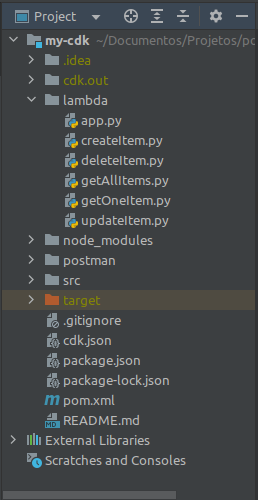 Project
my-cdk ~/Documentos/Projetos/po
.idea
cdk.out
lambda
app.py
createItem.py
deleteItem.py
getAllItems.py
getOneItem.py
updateItem.py
node_modules
postman
src
target
.gitignore
cdk.json
package.json
package-lock.json
pom.xml
README.md
External Libraries
Scratches and Consoles